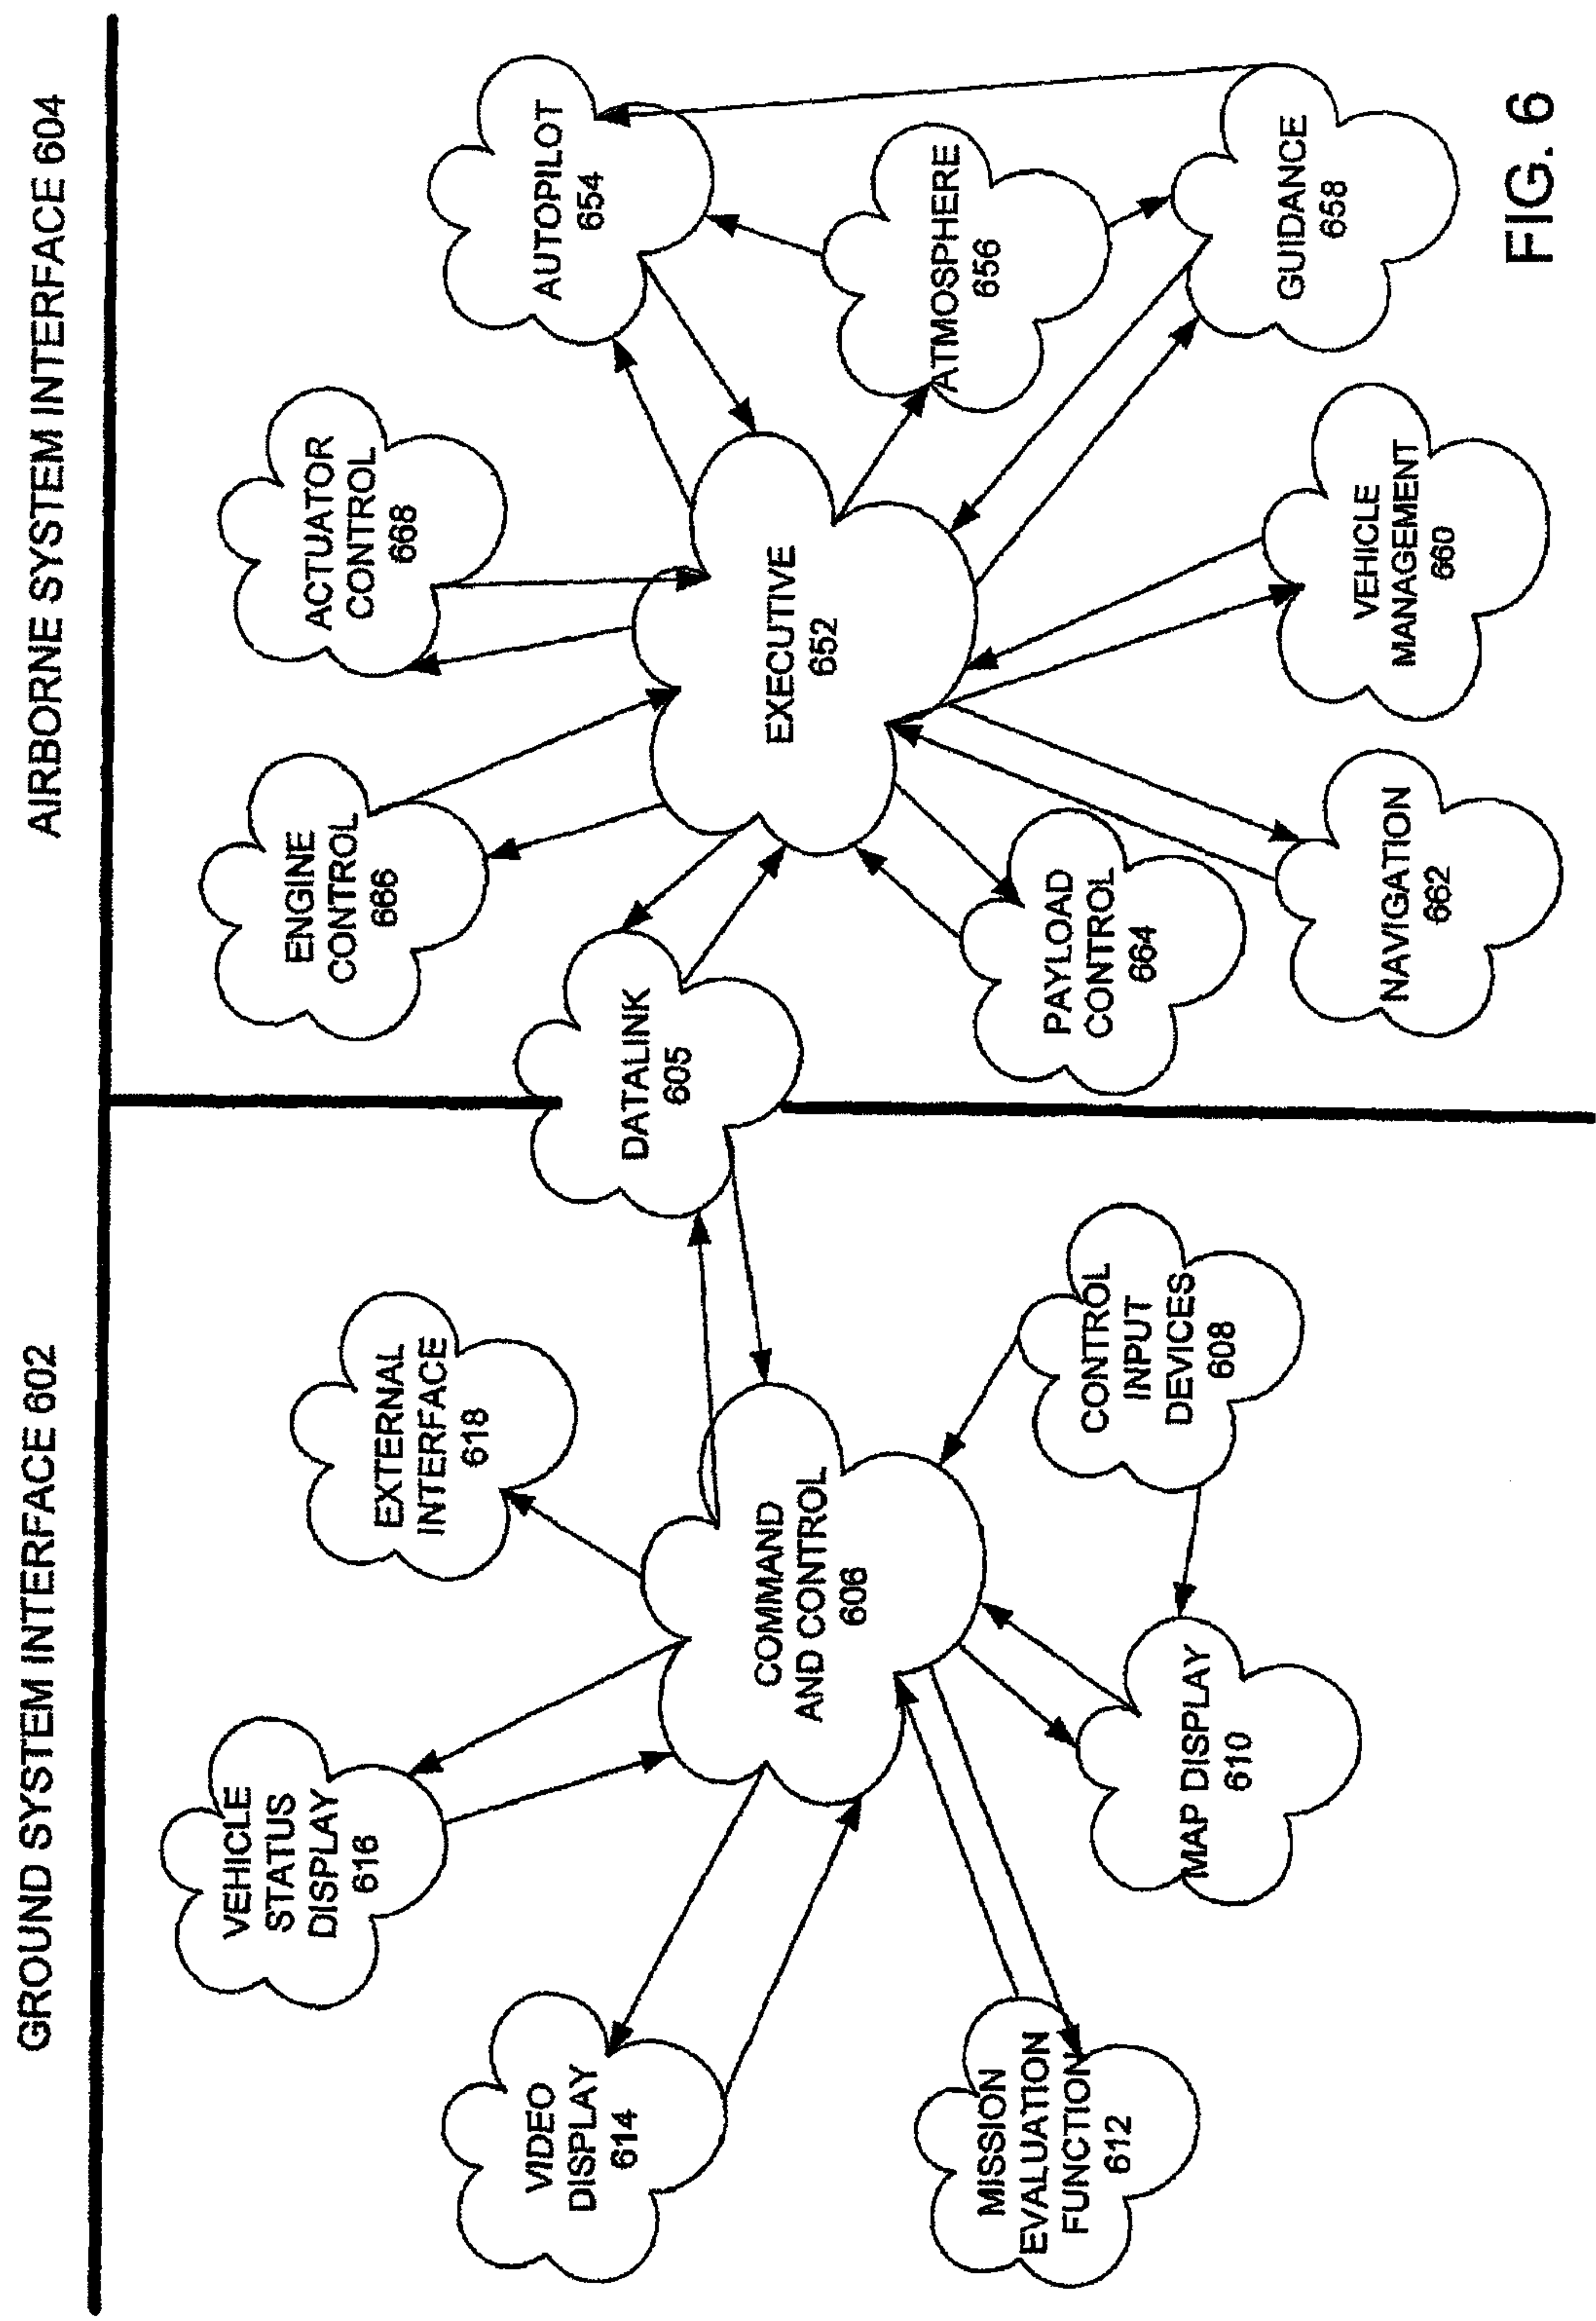 GROUND SYSTEM INTERFACE 602
AIRBORNE SYSTEM INTERFACE 604
VEHICLE
STATUS
DISPLAY
616
EXTERNAL
INTERFACE
618
VIDEO
DISPLAY
614
COMMAND
AND CONTROL
606
MISSION
EVALUATION
FUNCTION
612
MAP DISPLAY
610
CONTROL
INPUT
DEVICES
608
DATALINK
605
ENGINE
CONTROL
666
ACTUATOR
CONTROL
668
AUTOPILOT
654
EXECUTIVE
652
ATMOSPHERE
656
PAYLOAD
CONTROL
664
NAVIGATION
662
VEHICLE
MANAGEMENT
660
GUIDANCE
658
FIG. 6